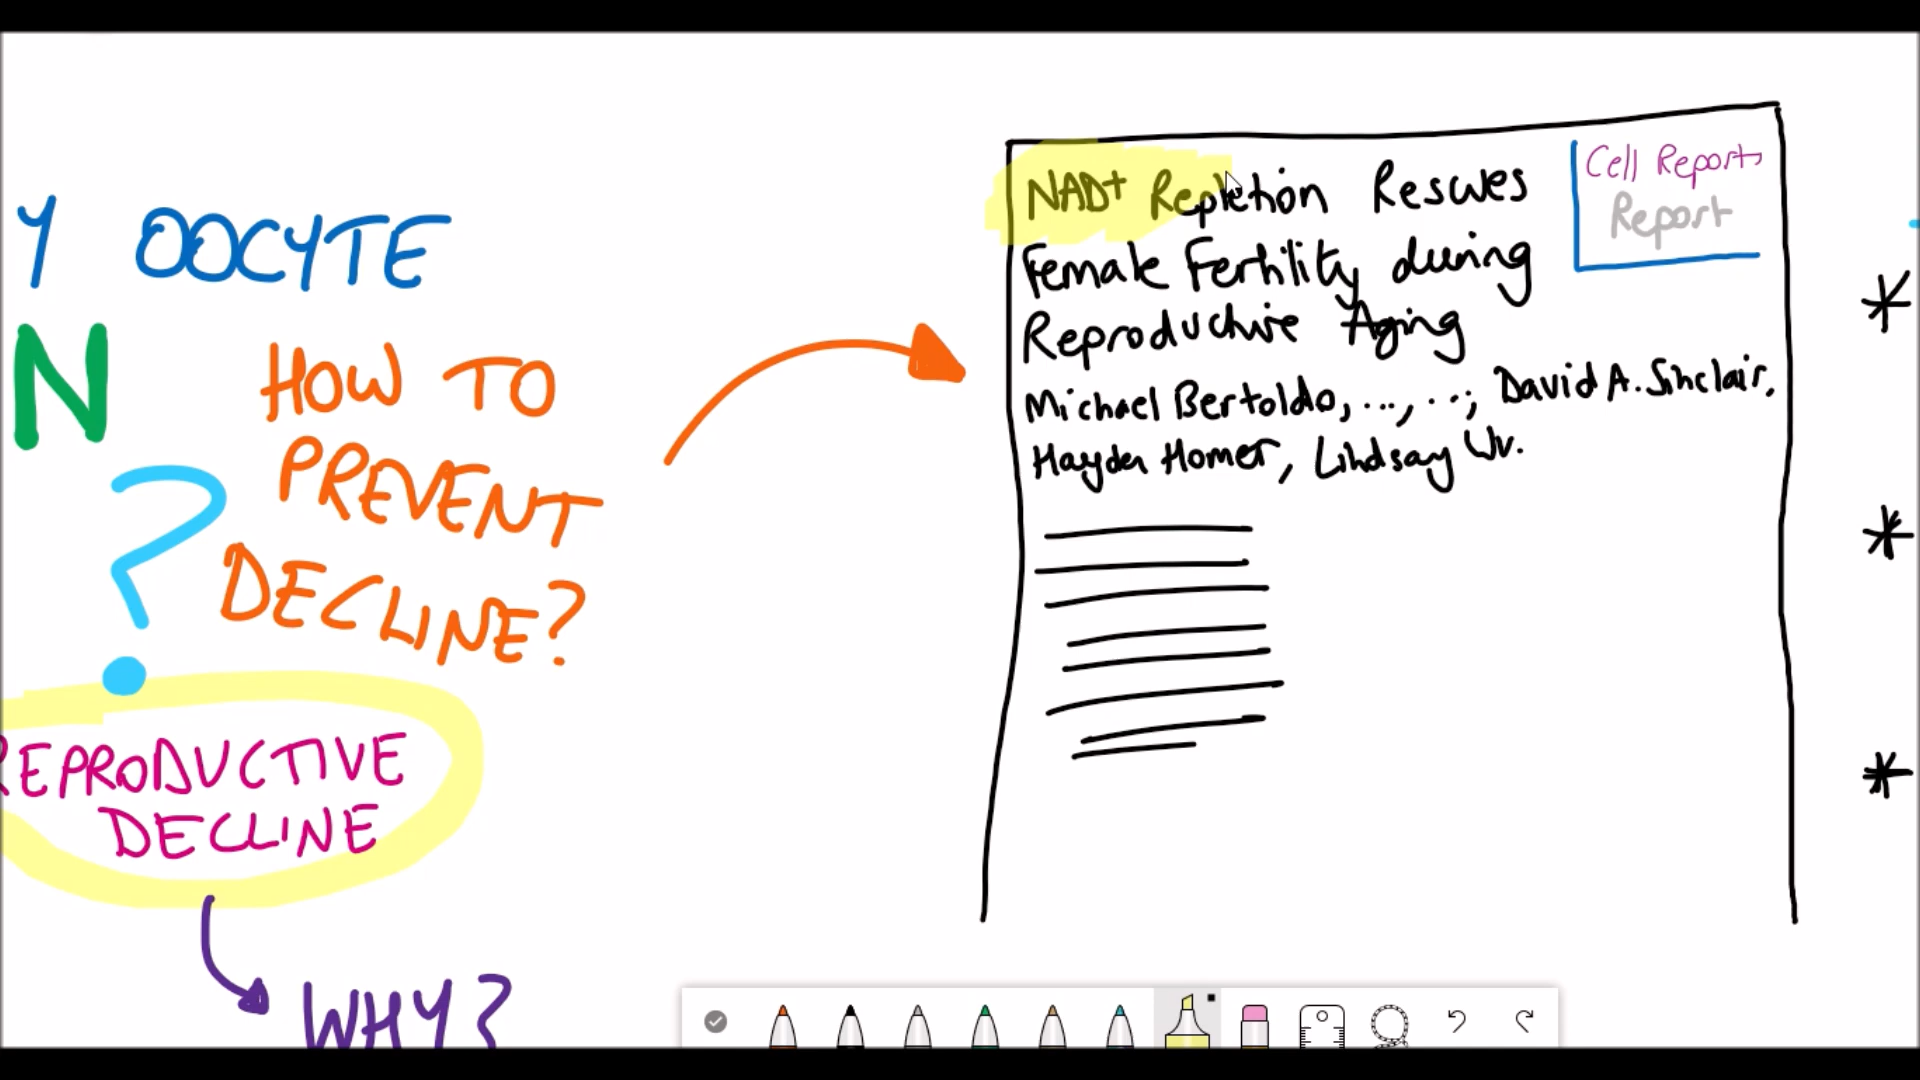 Y OOCYTE
N
HOW TO
PREVENT
DECLINE?
?
REPRODUCTIVE
DECLINE
WHY?
NAD+ Repletion Rescues
Female Fertility during
Reproductive Aging
Michael Bertoldo, ..., ..., David A. Sinclair,
Hayden Homer, Lindsay Wu.
Cell Reports
Report
*
*
*